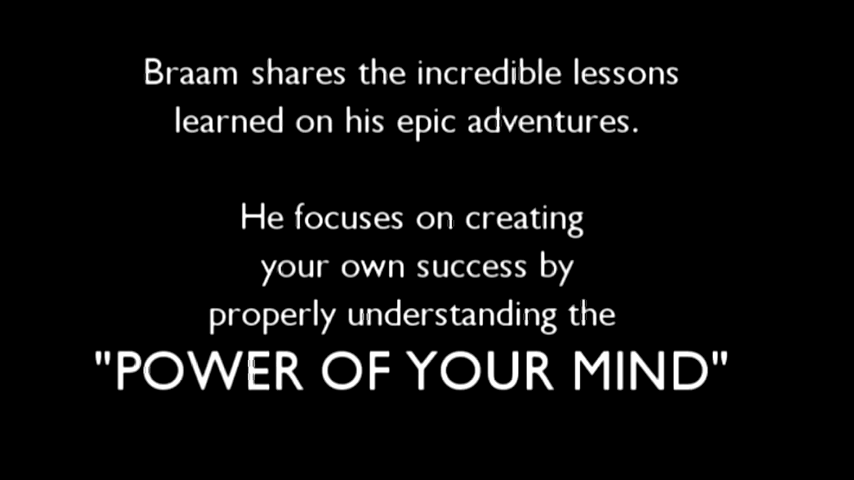 Braam shares the incredible lessons
learned on his epic adventures.
He focuses on creating
your own success by
properly understanding the
"POWER OF YOUR MIND"